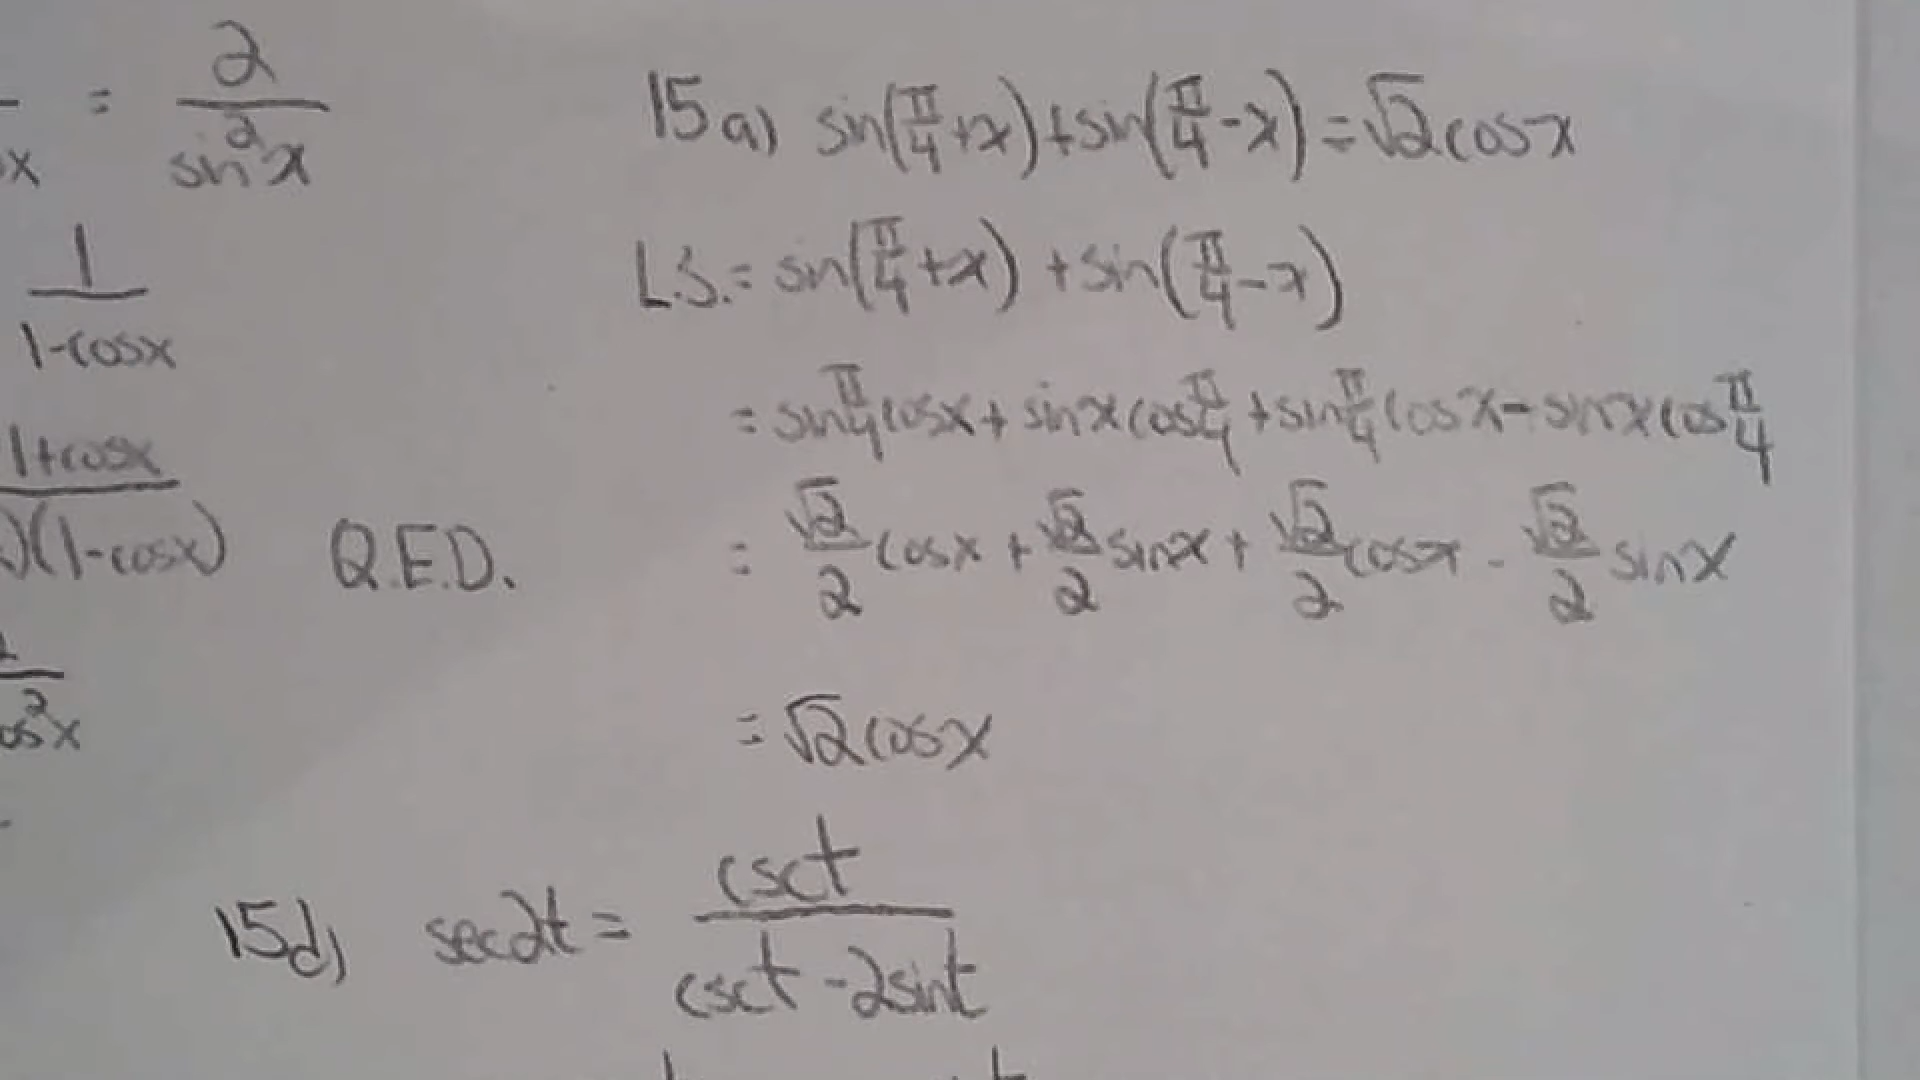 = 2/sin²x
x
1/(1-cosx)
1+cosx
)(1-cosx) Q.E.D.
os²x
15a) sin(π/4+x)+sin(π/4-x)=√2cosx
L.S.= sin(π/4+x) +sin(π/4-x)
= sinπ/4cosx+sinxcosπ/4+sinπ/4cosx-sinxcosπ/4
= √2/2cosx+√2/2sinx+√2/2cosx-√2/2sinx
=√2cosx
15d) sec2t= csct/(csct-2sint)